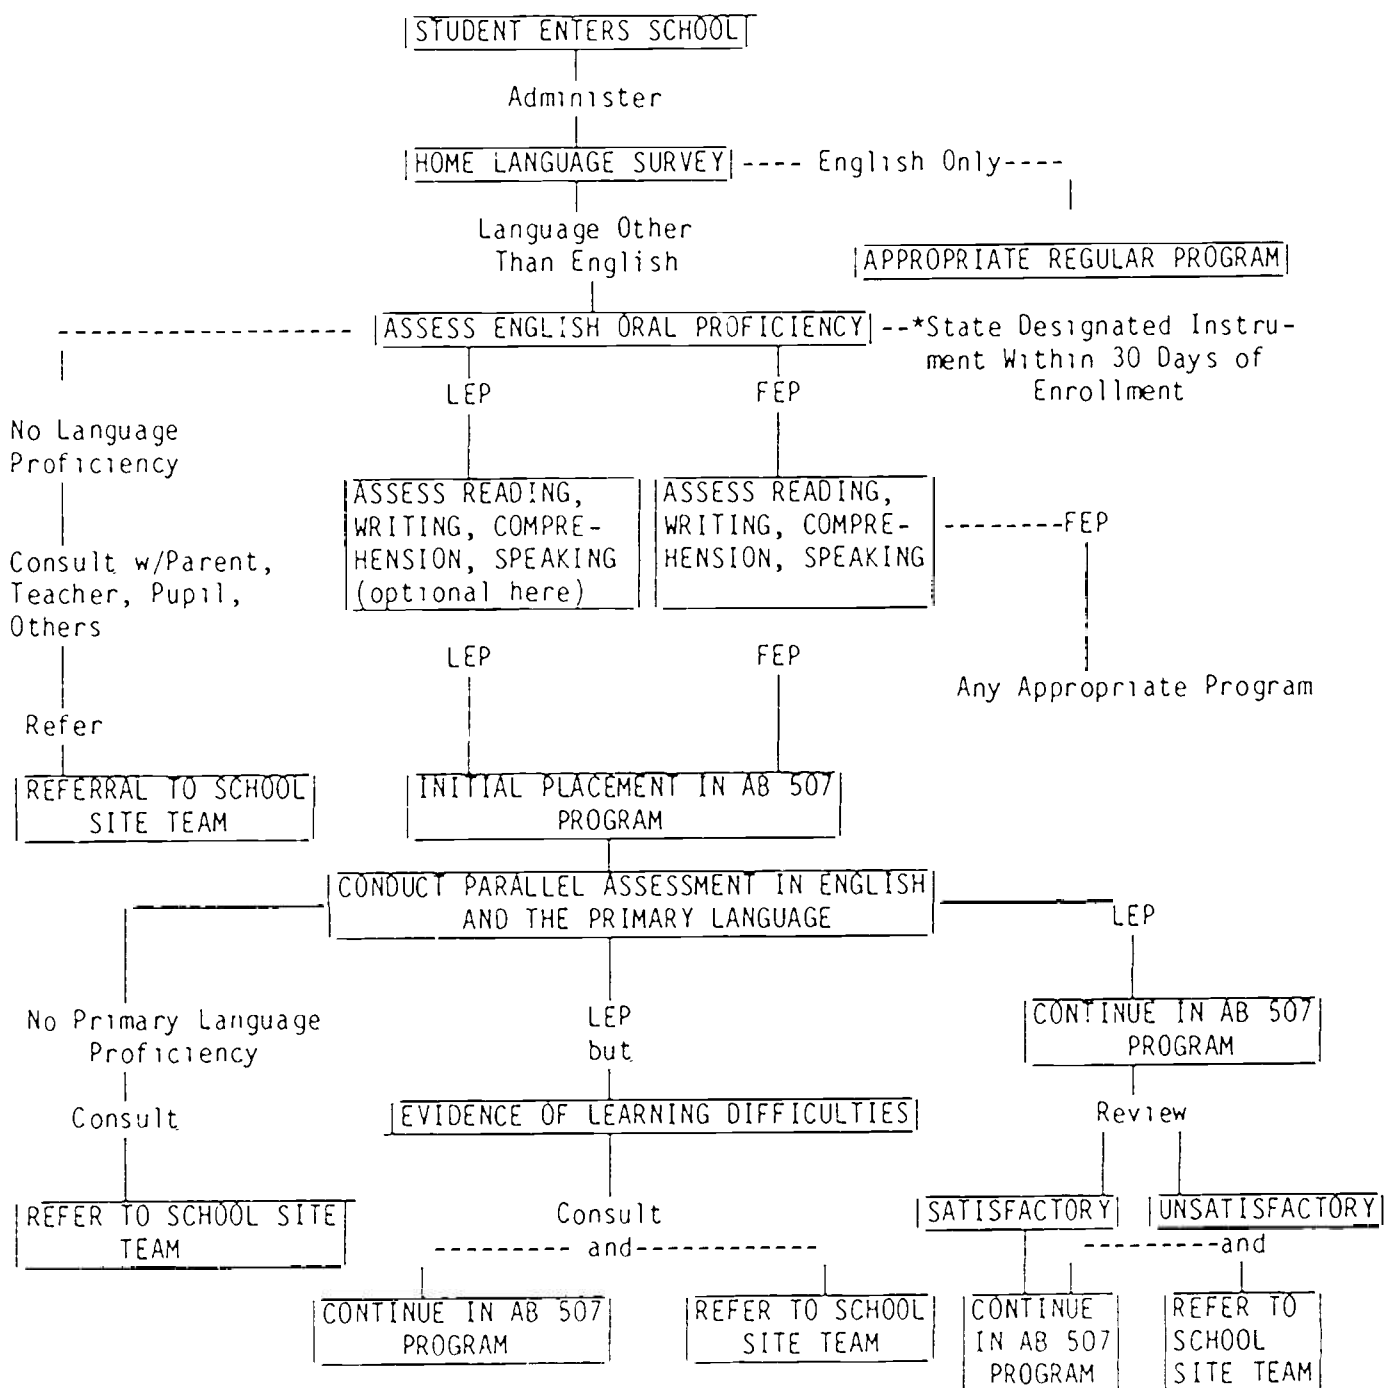 STUDENT ENTERS SCHOOL
Administer
HOME LANGUAGE SURVEY ---- English Only----
Language Other
Than English
APPROPRIATE REGULAR PROGRAM
ASSESS ENGLISH ORAL PROFICIENCY --*State Designated Instru-
ment Within 30 Days of
Enrollment
LEP
FEP
No Language
Proficiency
ASSESS READING,
WRITING, COMPRE-
HENSION, SPEAKING
(optional here)
ASSESS READING,
WRITING, COMPRE-
HENSION, SPEAKING
--------FEP
Consult w/Parent,
Teacher, Pupil,
Others
LEP
FEP
Any Appropriate Program
Refer
REFERRAL TO SCHOOL
SITE TEAM
INITIAL PLACEMENT IN AB 507
PROGRAM
CONDUCT PARALLEL ASSESSMENT IN ENGLISH
AND THE PRIMARY LANGUAGE
LEP
No Primary Language
Proficiency
LEP
but
CONTINUE IN AB 507
PROGRAM
Consult
EVIDENCE OF LEARNING DIFFICULTIES
Review
REFER TO SCHOOL SITE
TEAM
Consult
--------- and------------
SATISFACTORY
UNSATISFACTORY
---------and
CONTINUE IN AB 507
PROGRAM
REFER TO SCHOOL
SITE TEAM
CONTINUE
IN AB 507
PROGRAM
REFER TO
SCHOOL
SITE TEAM